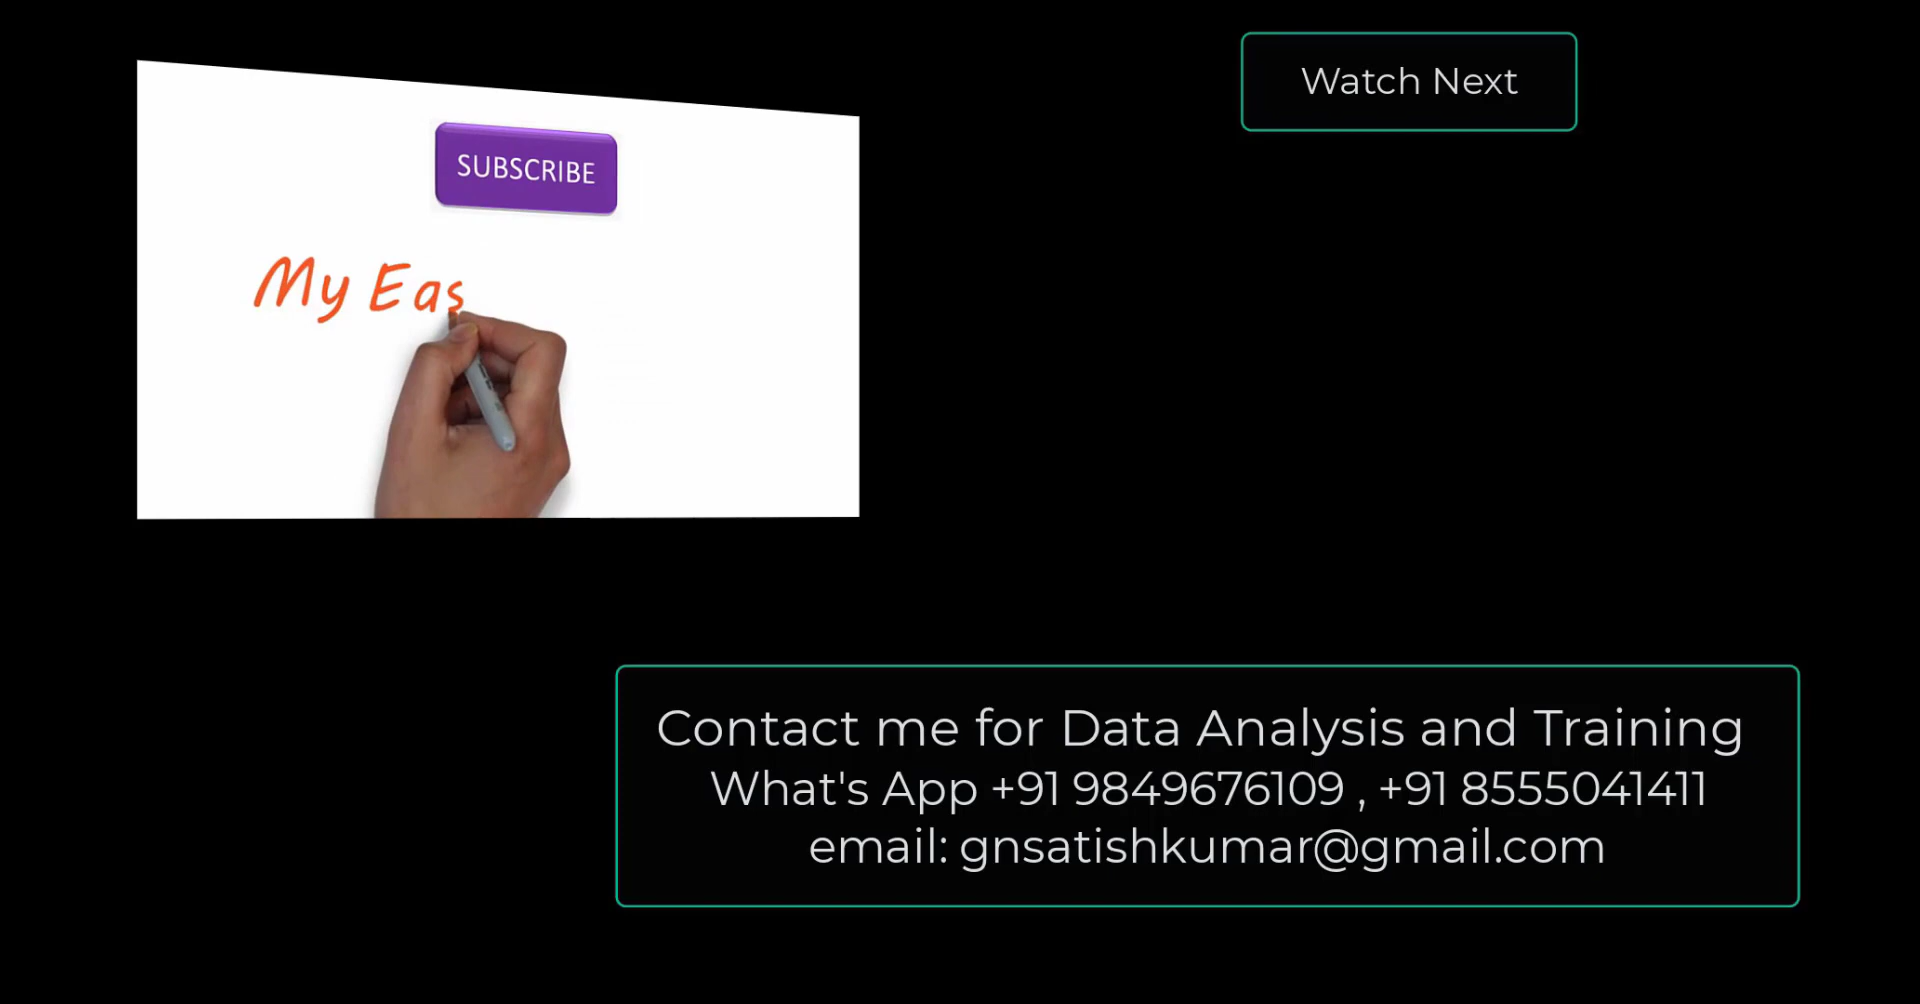 SUBSCRIBE
My Eas
Watch Next
Contact me for Data Analysis and Training
What's App +91 9849676109 , +91 8555041411
email: gnsatishkumar@gmail.com